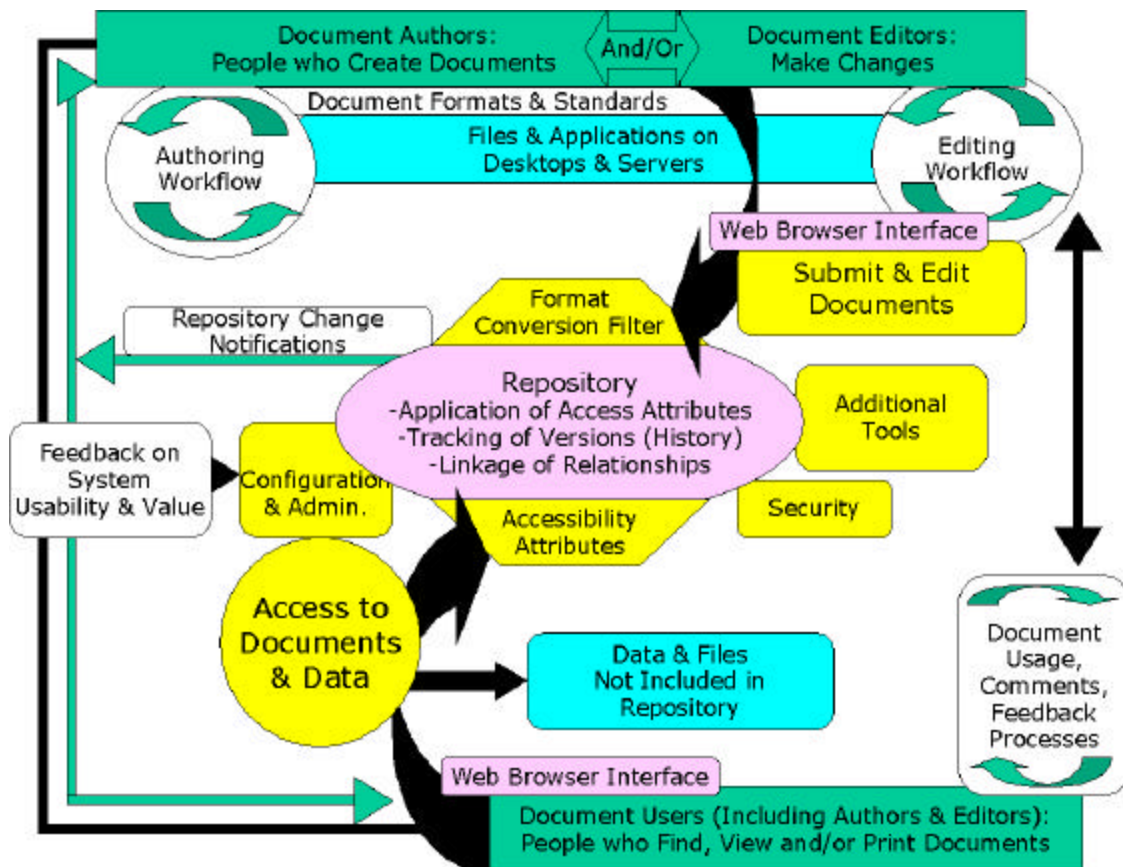 Document Authors:
People who Create Documents
And/Or
Document Editors:
Make Changes
Document Formats & Standards
Files & Applications on
Desktops & Servers
Authoring
Workflow
Editing
Workflow
Web Browser Interface
Submit & Edit
Documents
Format
Conversion Filter
Repository Change
Notifications
Repository
-Application of Access Attributes
-Tracking of Versions (History)
-Linkage of Relationships
Additional
Tools
Feedback on
System
Usability & Value
Configuration
& Admin.
Security
Accessibility
Attributes
Access to
Documents
& Data
Data & Files
Not Included in
Repository
Document
Usage,
Comments,
Feedback
Processes
Web Browser Interface
Document Users (Including Authors & Editors):
People who Find, View and/or Print Documents